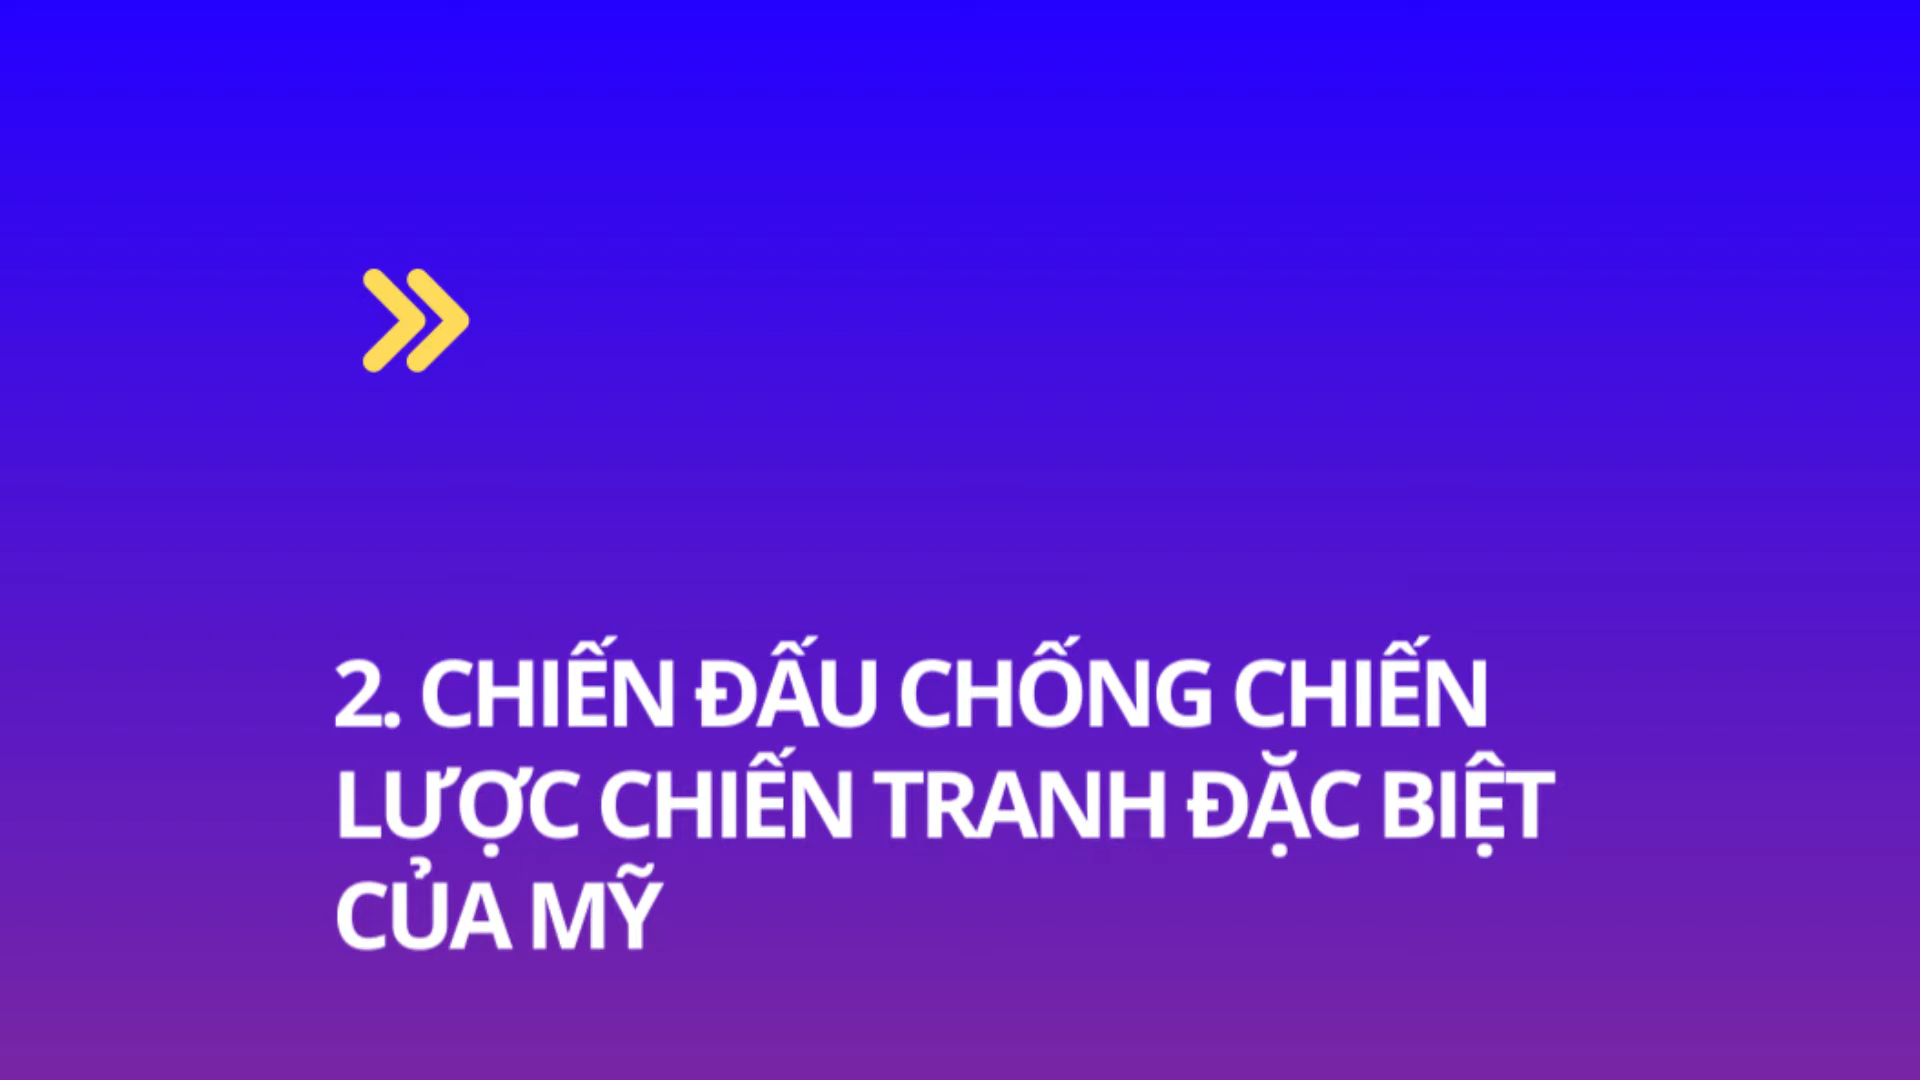 2. CHIẾN ĐẤU CHỐNG CHIẾN
LƯỢC CHIẾN TRANH ĐẶC BIỆT
CỦA MỸ